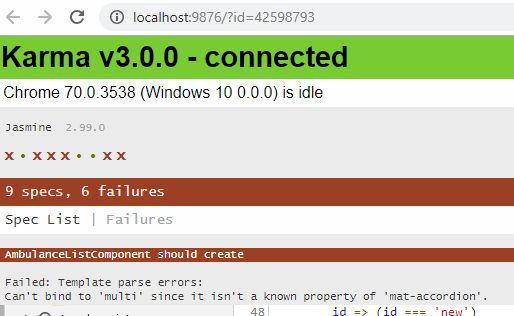 localhost:9876/?id=42598793
Karma v3.0.0 - connected
Chrome 70.0.3538 (Windows 10 0.0.0) is idle
Jasmine 2.99.0
x • x x x • • x x
9 specs, 6 failures
Spec List | Failures
AmbulanceListComponent should create
Failed: Template parse errors:
Can't bind to 'multi' since it isn't a known property of 'mat-accordion'.
48 id => (id === 'new')